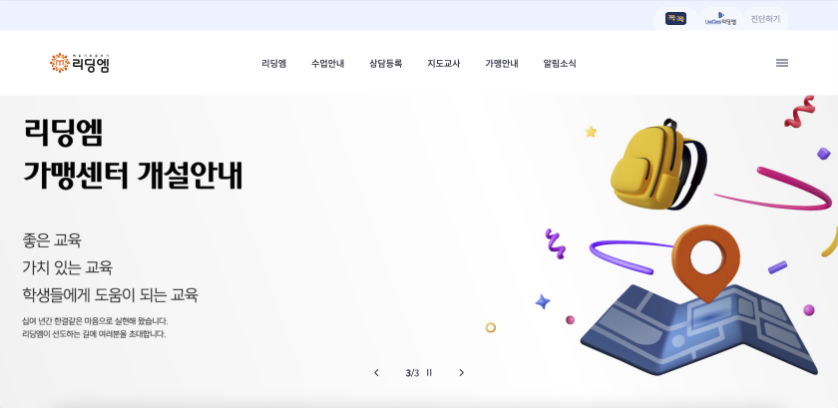 진단하기
리딩엠
리딩엠
수업안내
상담등록
지도교사
가맹안내
알림소식
리딩엠
가맹센터 개설안내
좋은 교육
가치 있는 교육
학생들에게 도움이 되는 교육
십여 년간 한결같은 마음으로 실현해 왔습니다.
리딩엠이 선도하는 길에 여러분을 초대합니다.
3/3